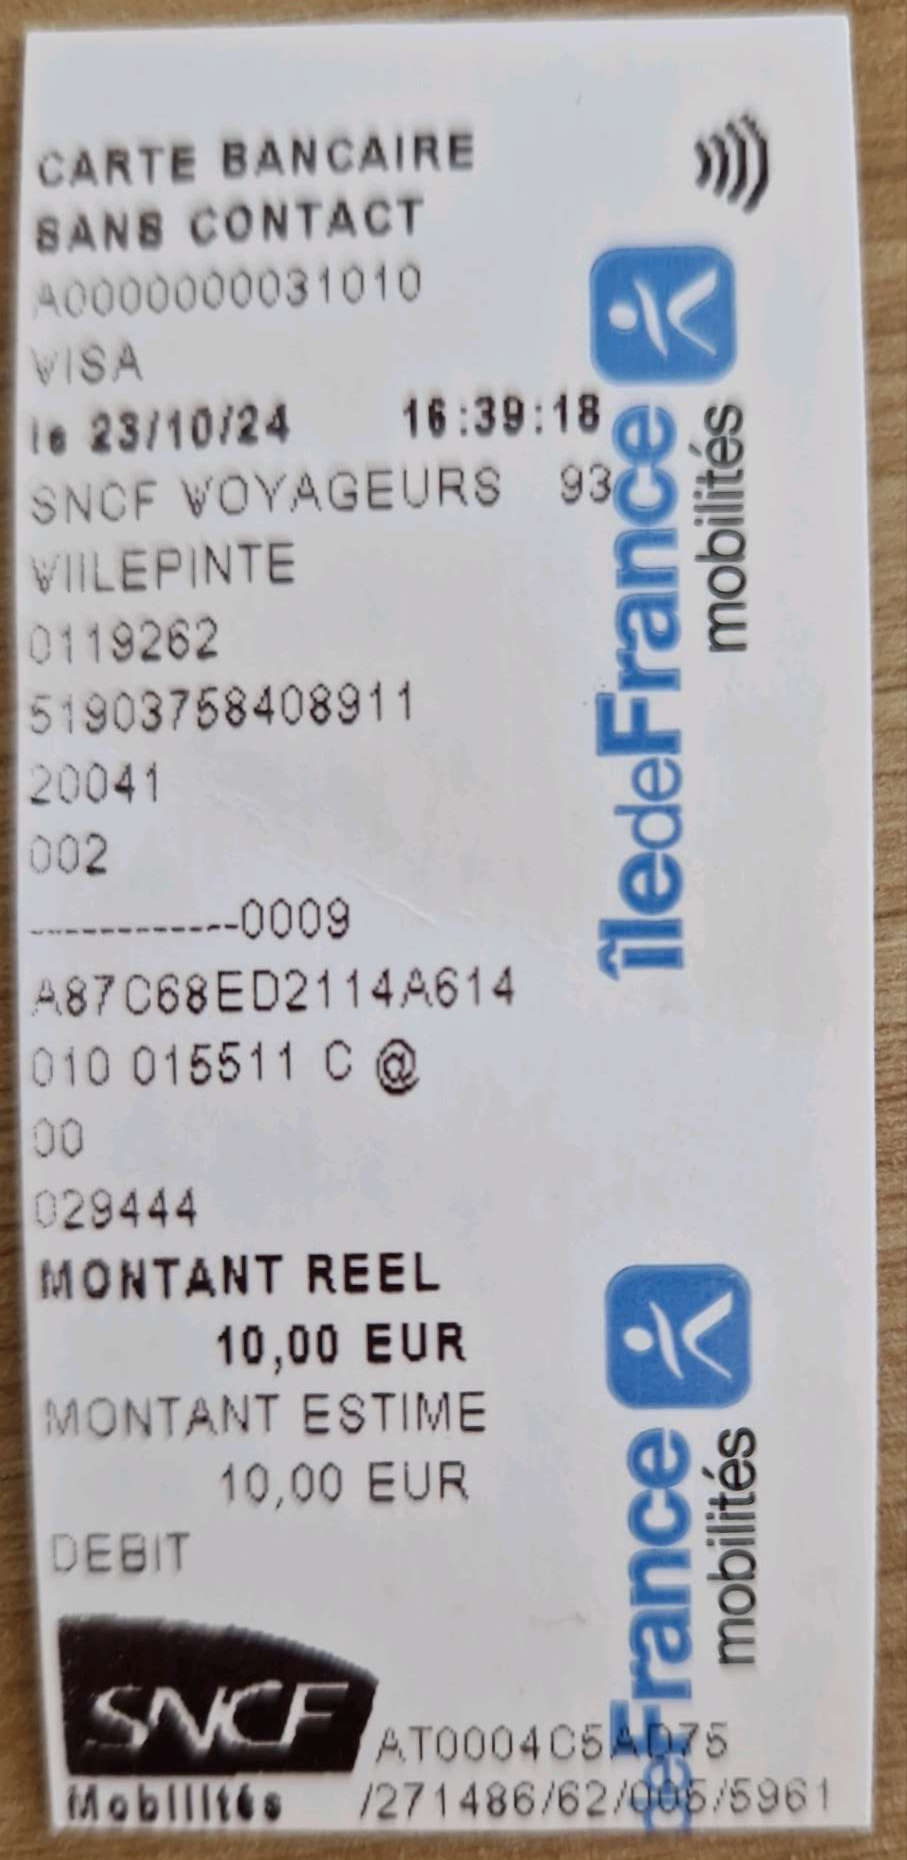 CARTE BANCAIRE
SANS CONTACT
A0000000031010
VISA
le 23/10/24 16:39:18
SNCF VOYAGEURS 93
VIILEPINTE
0119262
51903758408911
20041
002
------------0009
A87C68ED2114A614
010 015511 C @
00
029444
MONTANT REEL
10,00 EUR
MONTANT ESTIME
10,00 EUR
DEBIT
SNCF
Mobilités
AT0004C5AD75
/271486/62/005/5961
îledeFrance
mobilités
deFrance
mobilités